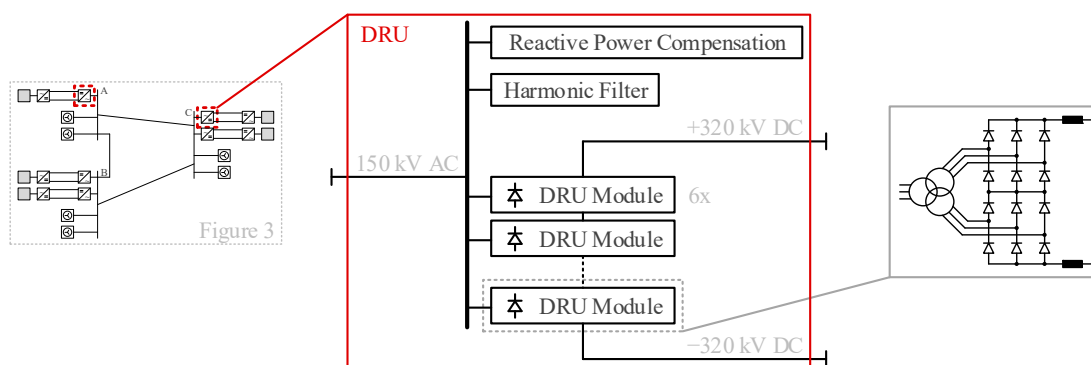 DRU
Reactive Power Compensation
Harmonic Filter
A
C
+320 kV DC
150 kV AC
B
DRU Module
6x
DRU Module
Figure 3
DRU Module
−320 kV DC